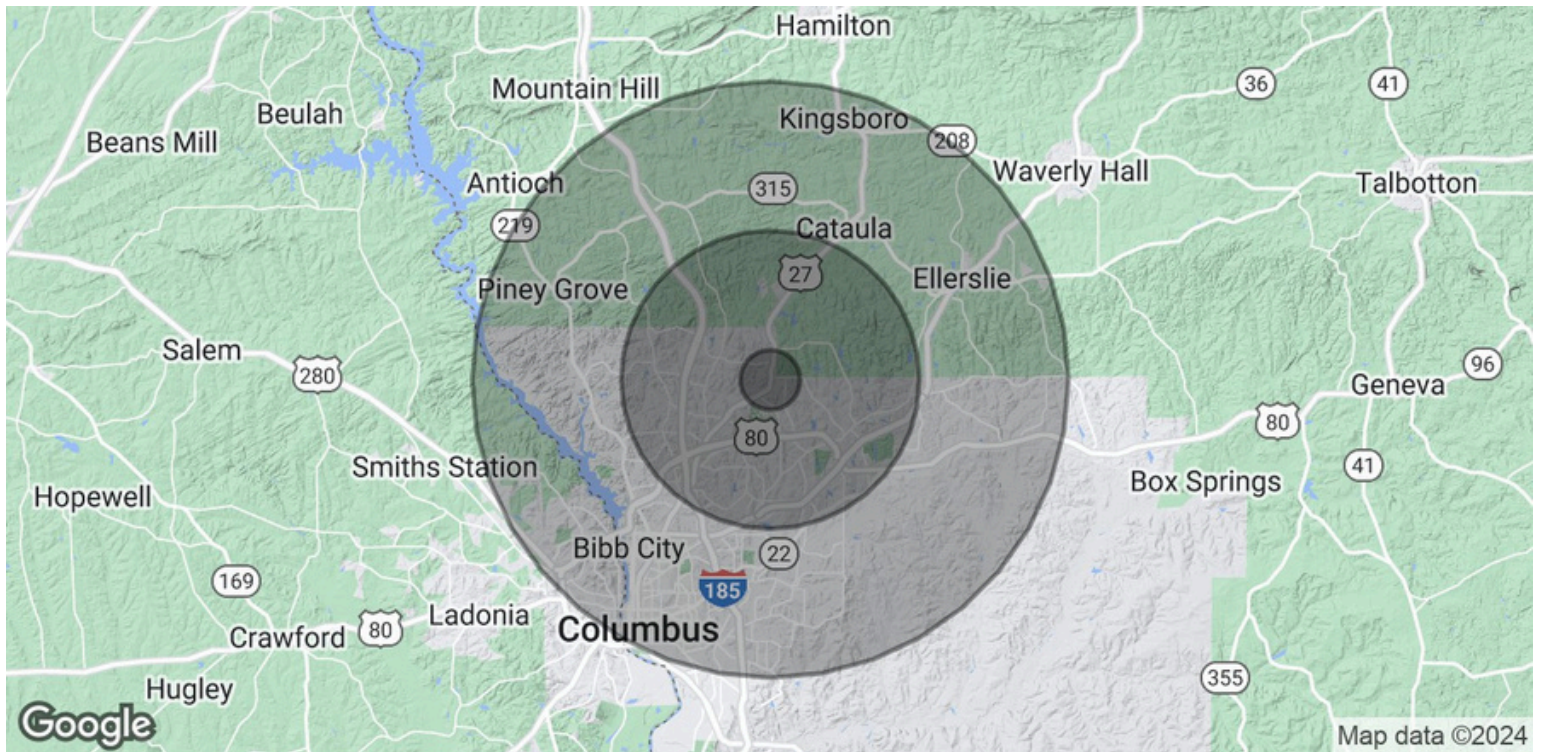 Hamilton
Mountain Hill
36
41
Beulah
Kingsboro
Beans Mill
208
Waverly Hall
Antioch
315
Talbotton
219
Cataula
27
Ellerslie
Piney Grove
Salem
280
96
Geneva
80
80
Smiths Station
41
Hopewell
Box Springs
Bibb City
22
169
185
Ladonia
Columbus
Crawford
80
355
Hugley
Google
Map data ©2024